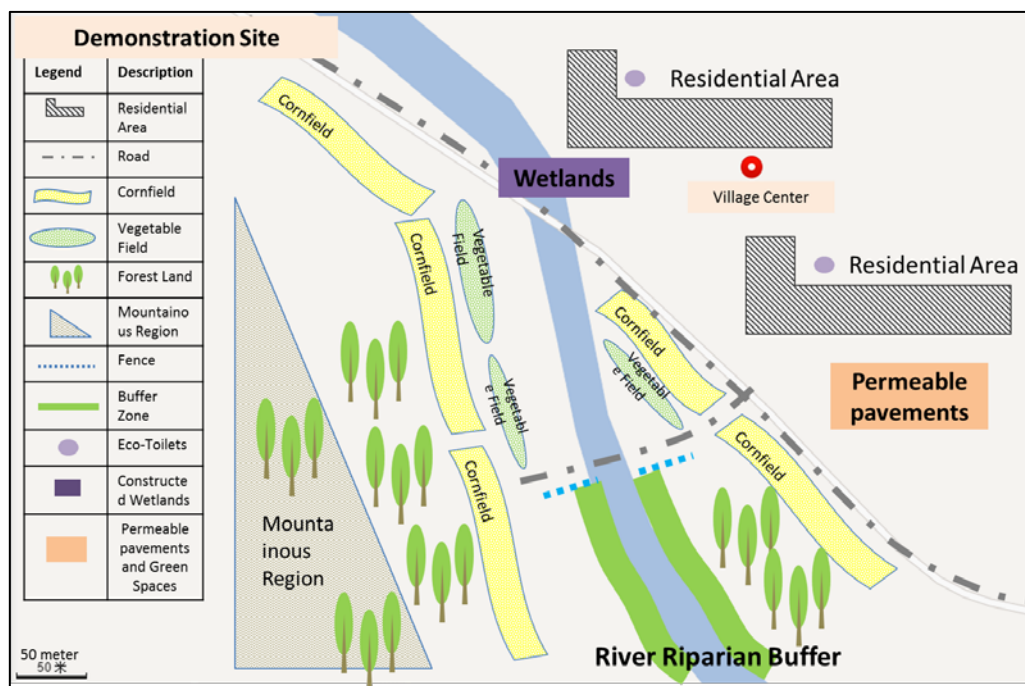 Demonstration Site
Legend Description
Residential
Area
Road
Cornfield
Vegetable
Field
Forest Land
Mountaino
us Region
Fence
Buffer
Zone
Eco-Toilets
Constructe
d Wetlands
Permeable
pavements
and Green
Spaces
50 meter
50 米
Cornfield
Cornfield
Vegetable
Field
Vegetabl
e Field
Cornfield
Mounta
inous
Region
Wetlands
Residential Area
Village Center
Residential Area
Cornfield
Vegetabl
e Field
Permeable
pavements
Cornfield
River Riparian Buffer